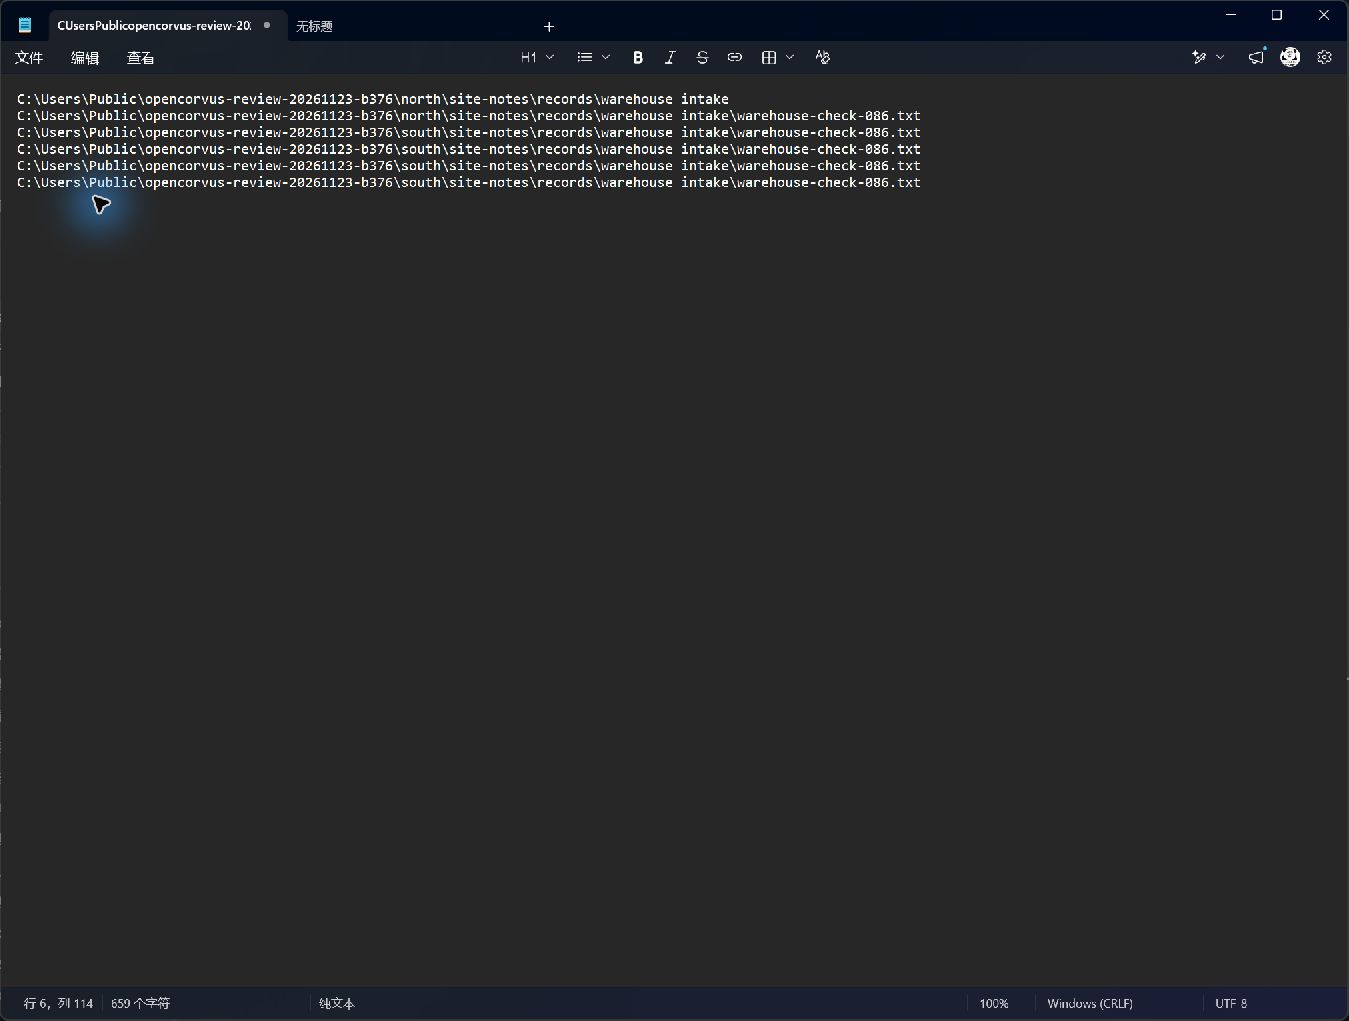 CUsersPublicopencorvus-review-20
无标题
文件 编辑 查看 H1
C:\Users\Public\opencorvus-review-20261123-b376\north\site-notes\records\warehouse intake
C:\Users\Public\opencorvus-review-20261123-b376\north\site-notes\records\warehouse intake\warehouse-check-086.txt
C:\Users\Public\opencorvus-review-20261123-b376\south\site-notes\records\warehouse intake\warehouse-check-086.txt
C:\Users\Public\opencorvus-review-20261123-b376\south\site-notes\records\warehouse intake\warehouse-check-086.txt
C:\Users\Public\opencorvus-review-20261123-b376\south\site-notes\records\warehouse intake\warehouse-check-086.txt
C:\Users\Public\opencorvus-review-20261123-b376\south\site-notes\records\warehouse intake\warehouse-check-086.txt
行 6, 列 114 659 个字符 纯文本 100% Windows (CRLF) UTF 8